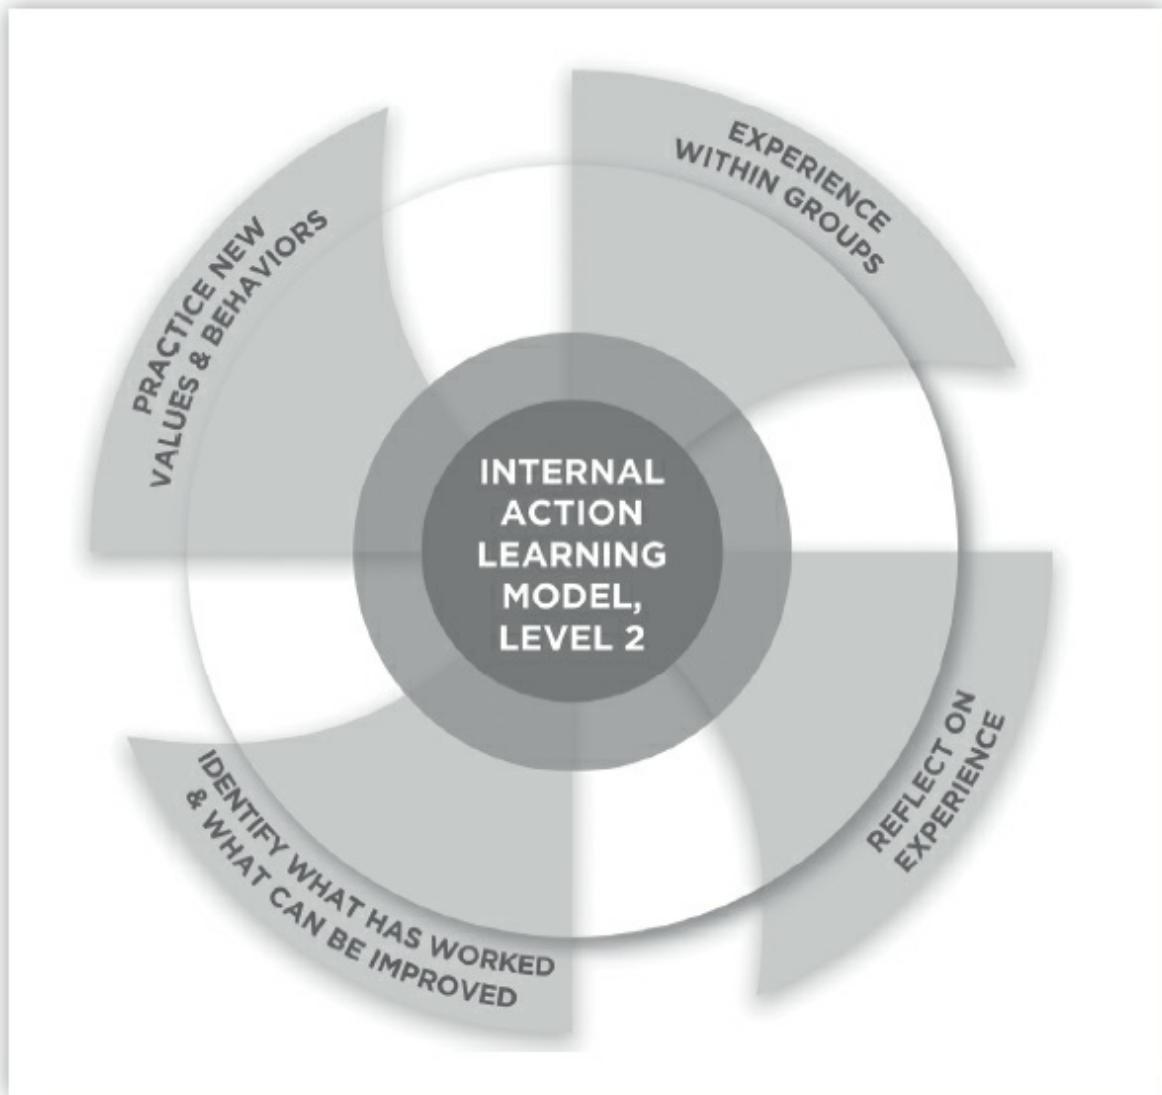 EXPERIENCE
WITHIN GROUPS
PRACTICE NEW
VALUES & BEHAVIORS
INTERNAL
ACTION
LEARNING
MODEL,
LEVEL 2
REFLECT ON
EXPERIENCE
IDENTIFY WHAT HAS WORKED
& WHAT CAN BE IMPROVED